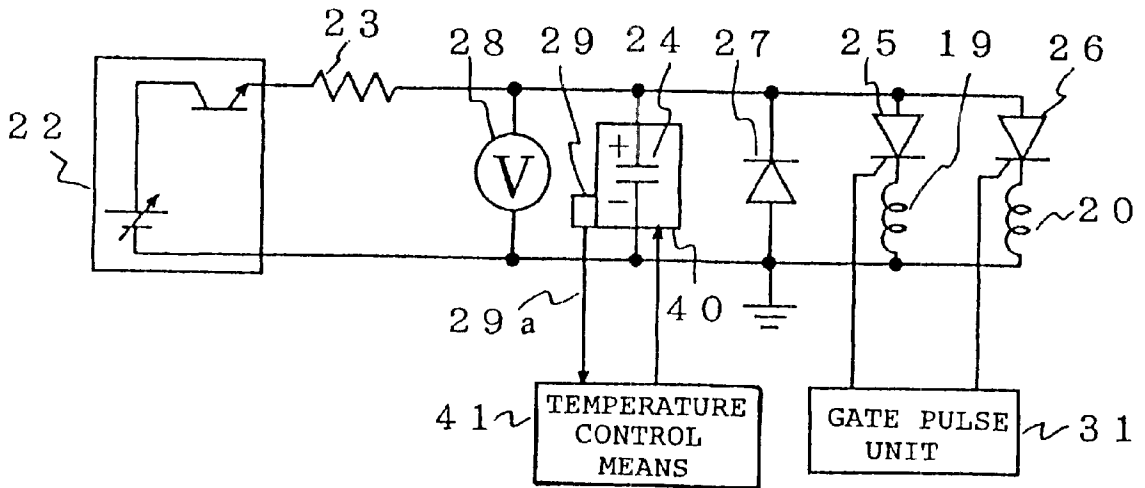 23
28
29
24
27
25
19
26
22
V
+
-
20
29a
40
41
TEMPERATURE
CONTROL
MEANS
GATE PULSE
UNIT
31